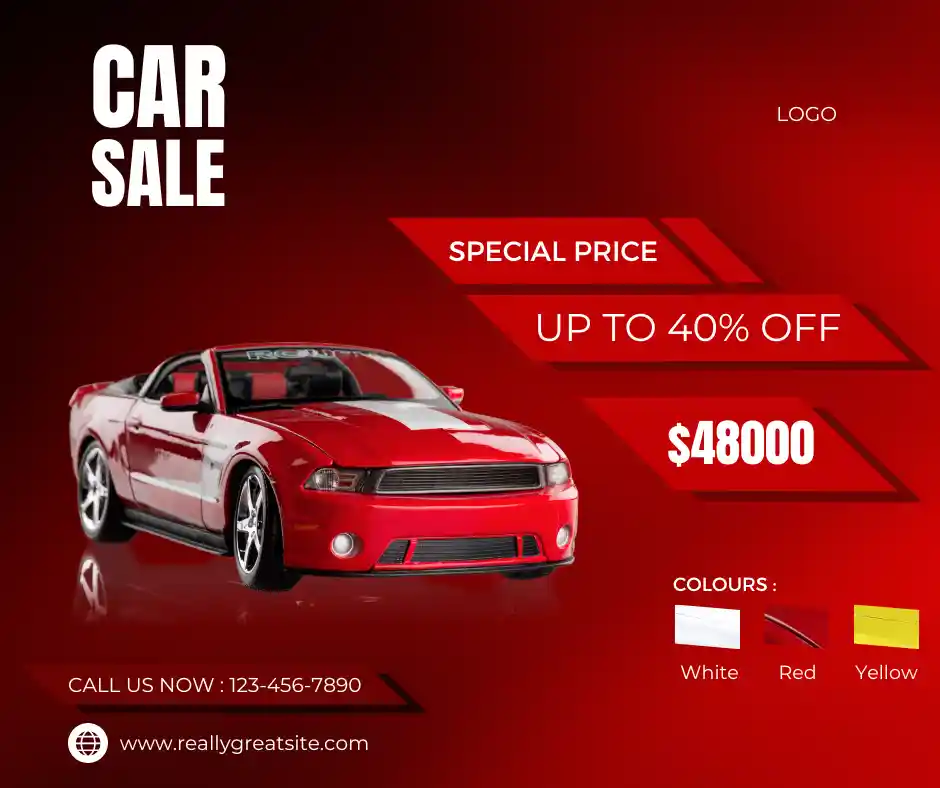 CAR
SALE
LOGO
SPECIAL PRICE
UP TO 40% OFF
$48000
COLOURS :
White
Red
Yellow
CALL US NOW : 123-456-7890
www.reallygreatsite.com